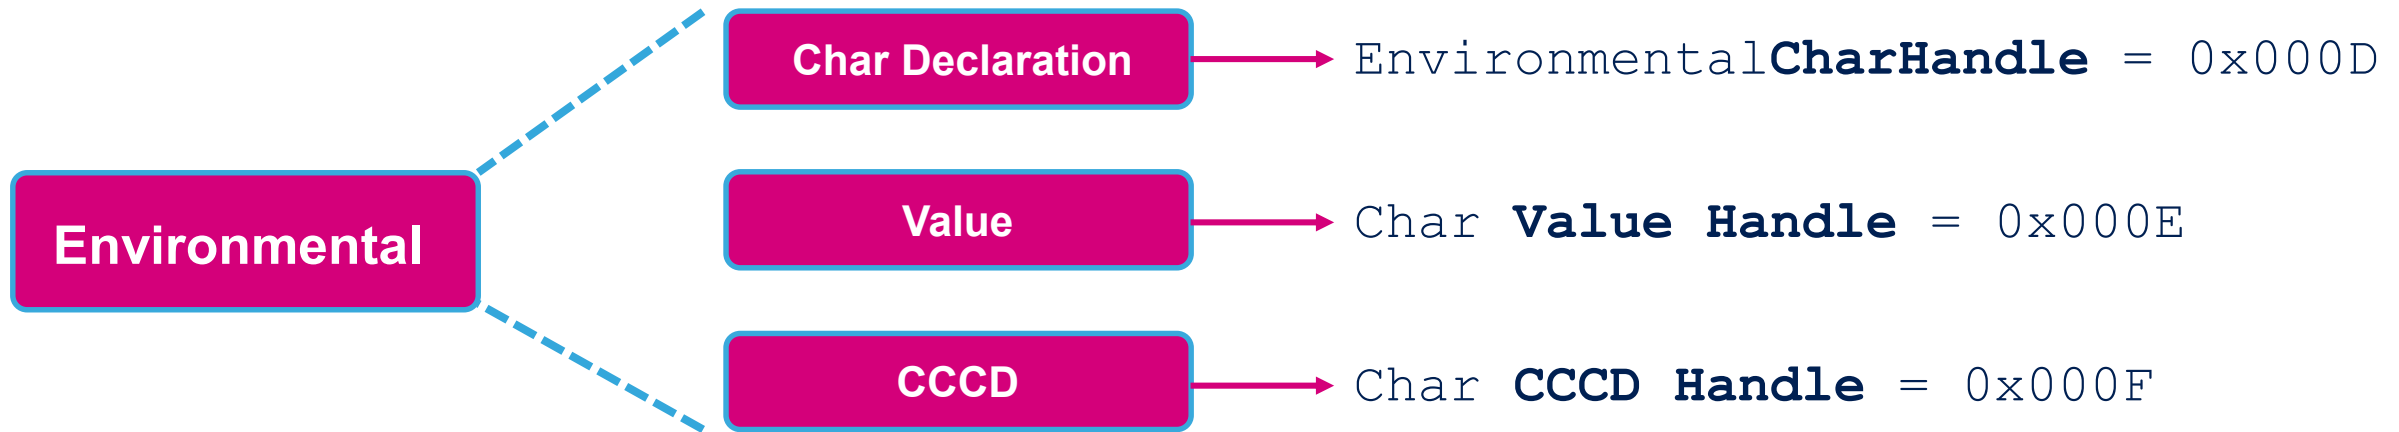 Char Declaration
EnvironmentalCharHandle = 0x000D
Environmental
Value
Char Value Handle = 0x000E
CCCD
Char CCCD Handle = 0x000F